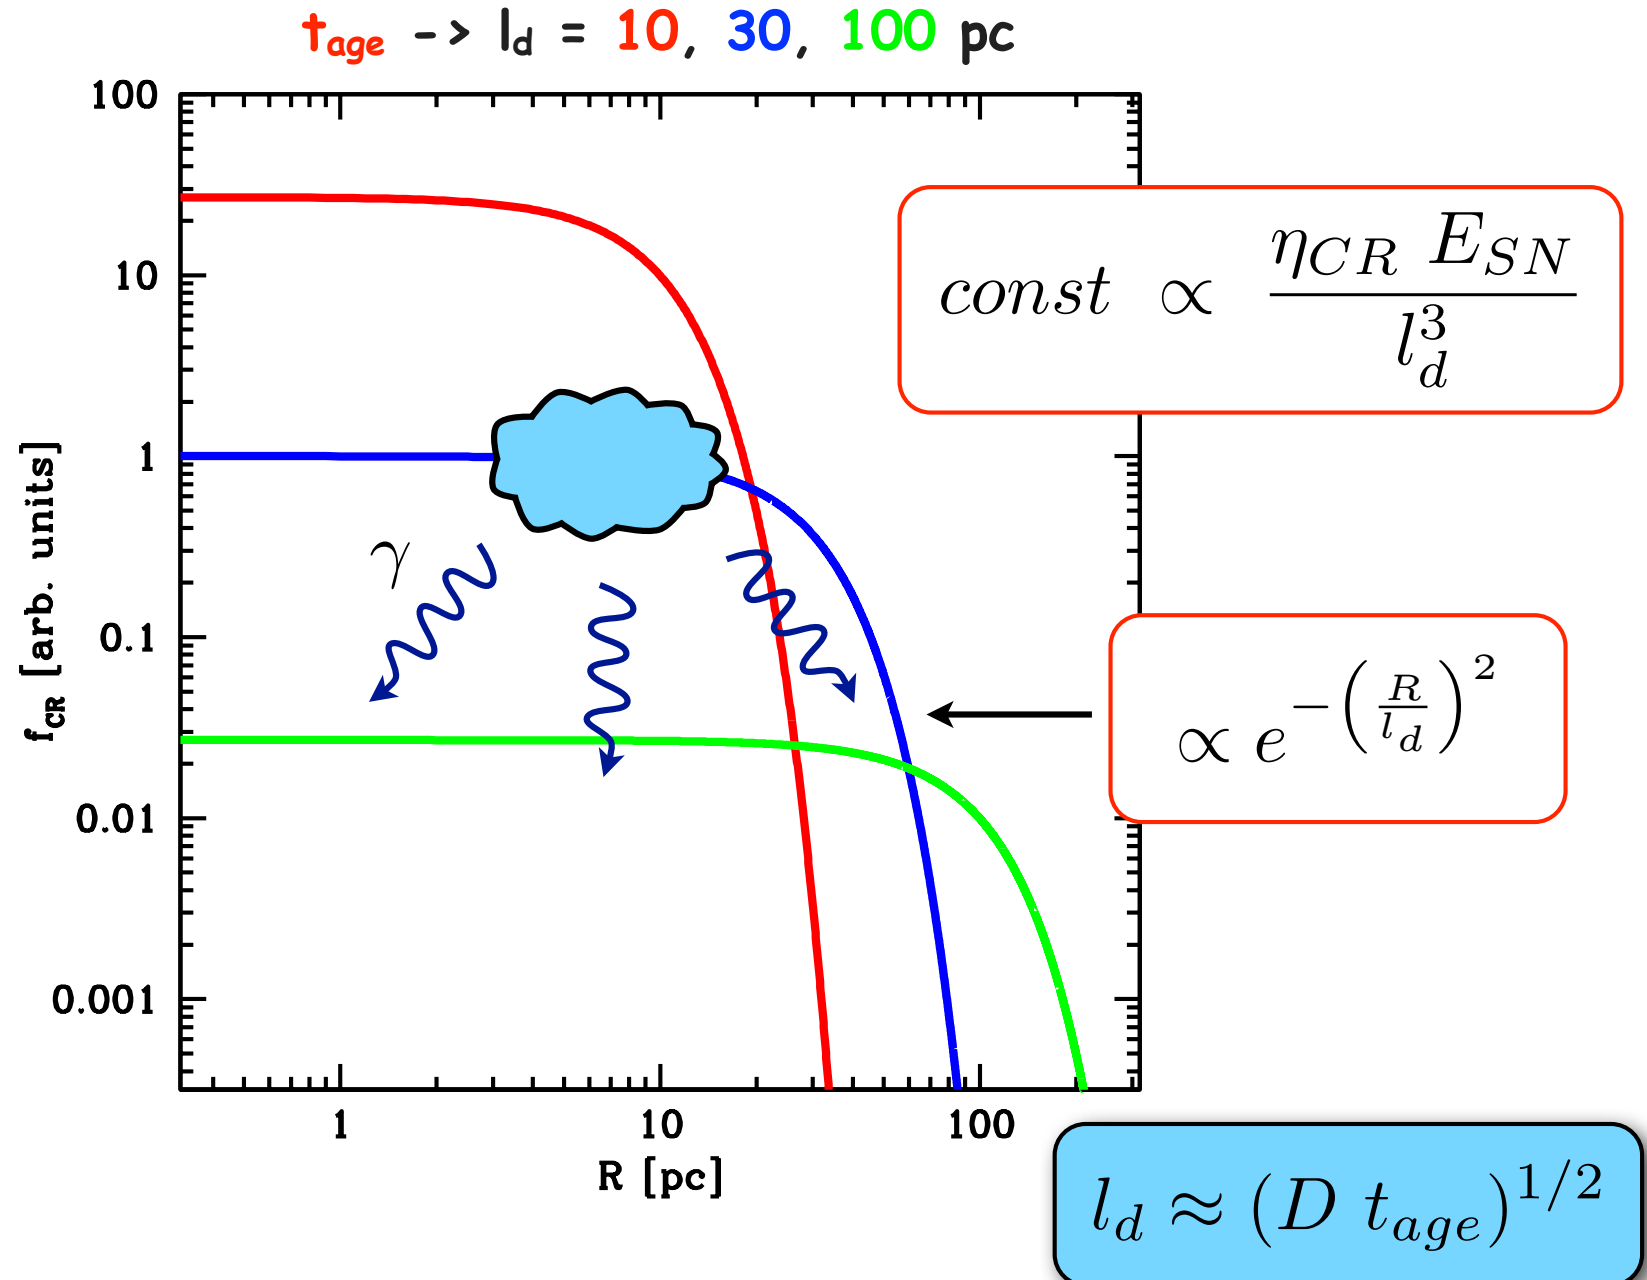 t_age -> l_d = 10, 30, 100 pc
100
10
1
0.1
0.01
0.001
f_CR [arb. units]
const ∝ η_CR E_SN / l_d^3
γ
∝ e^{-(R/l_d)^2}
1 10 100
R [pc]
l_d ≈ (D t_age)^{1/2}